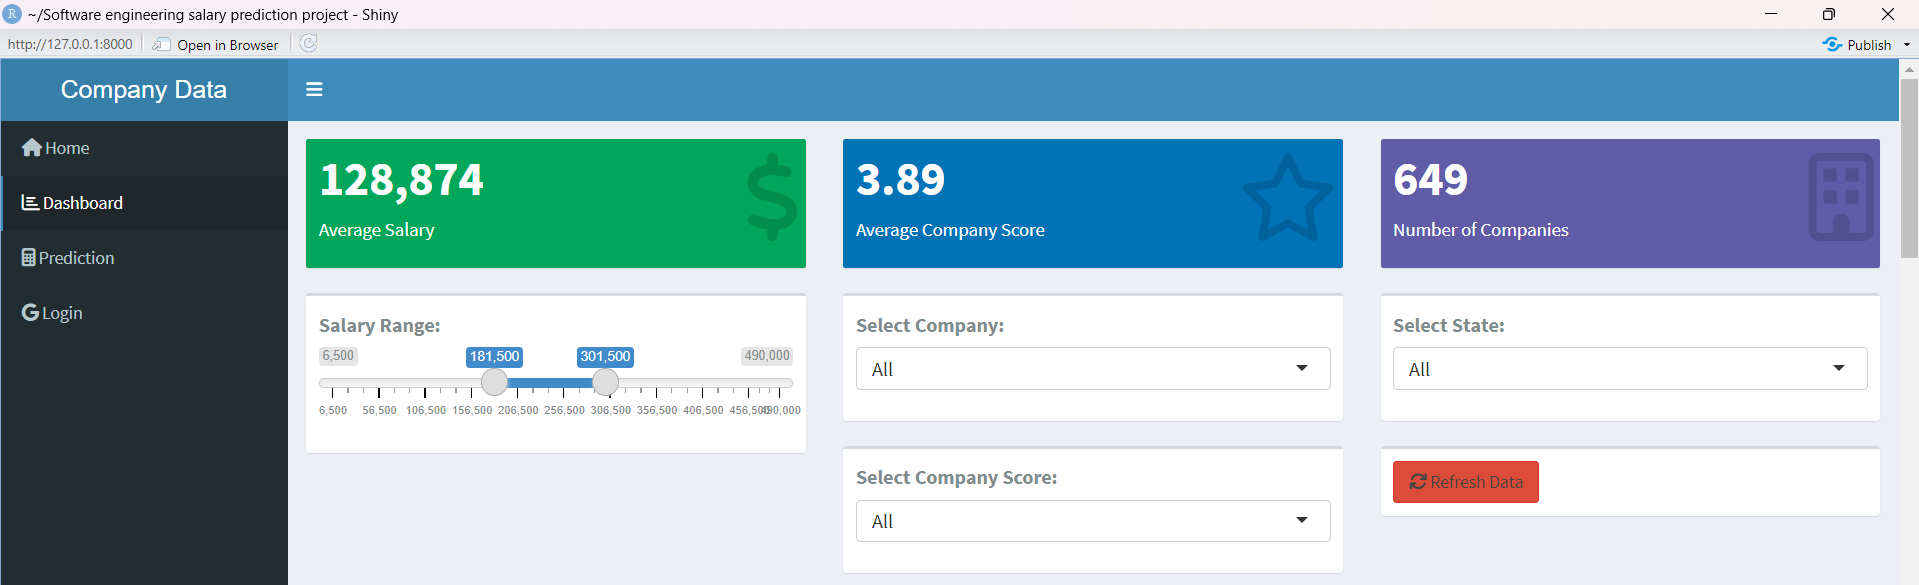 R ~/Software engineering salary prediction project - Shiny
http://127.0.0.1:8000 Open in Browser Publish
Company Data
Home
Dashboard
Prediction
Login
128,874
Average Salary
3.89
Average Company Score
649
Number of Companies
Salary Range:
6,500 181,500 301,500 490,000
6,500 56,500 106,500 156,500 206,500 256,500 306,500 356,500 406,500 456,500 490,000
Select Company:
All
Select State:
All
Select Company Score:
All
Refresh Data